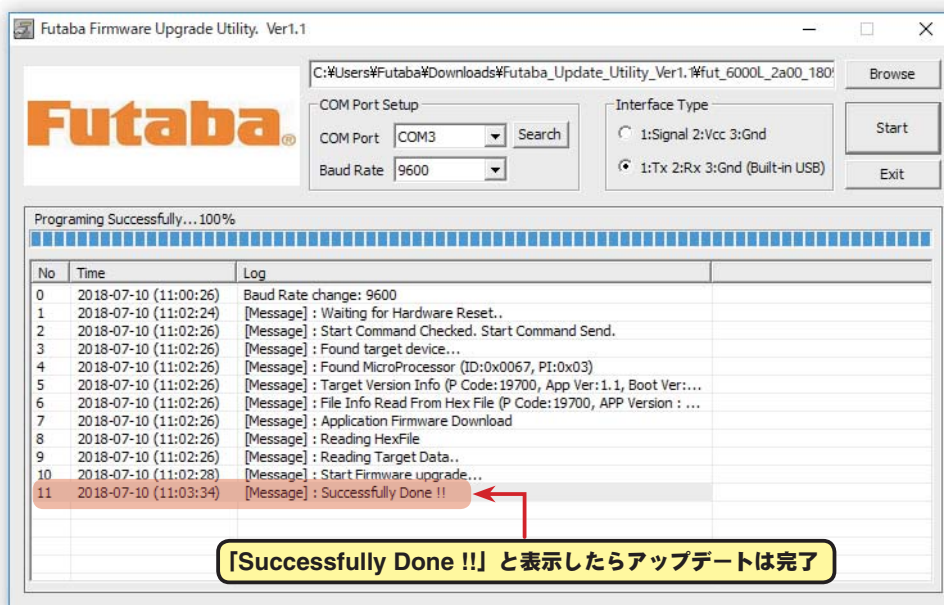 Futaba Firmware Upgrade Utility. Ver1.1
Futaba®
C:¥Users¥Futaba¥Downloads¥Futaba_Update_Utility_Ver1.1¥fut_6000L_2a00_180
Browse
COM Port Setup
COM Port COM3 Search
Baud Rate 9600
Interface Type
1:Signal 2:Vcc 3:Gnd
1:Tx 2:Rx 3:Gnd (Built-in USB)
Start
Exit
Programing Successfully...100%
No Time Log
0 2018-07-10 (11:00:26) Baud Rate change: 9600
1 2018-07-10 (11:02:24) [Message] : Waiting for Hardware Reset..
2 2018-07-10 (11:02:26) [Message] : Start Command Checked. Start Command Send.
3 2018-07-10 (11:02:26) [Message] : Found target device...
4 2018-07-10 (11:02:26) [Message] : Found MicroProcessor (ID:0x0067, PI:0x03)
5 2018-07-10 (11:02:26) [Message] : Target Version Info (P Code:19700, App Ver:1.1, Boot Ver:...
6 2018-07-10 (11:02:26) [Message] : File Info Read From Hex File (P Code:19700, APP Version : ...
7 2018-07-10 (11:02:26) [Message] : Application Firmware Download
8 2018-07-10 (11:02:26) [Message] : Reading HexFile
9 2018-07-10 (11:02:26) [Message] : Reading Target Data..
10 2018-07-10 (11:02:28) [Message] : Start Firmware upgrade...
11 2018-07-10 (11:03:34) [Message] : Successfully Done !!
「Successfully Done !!」と表示したらアップデートは完了